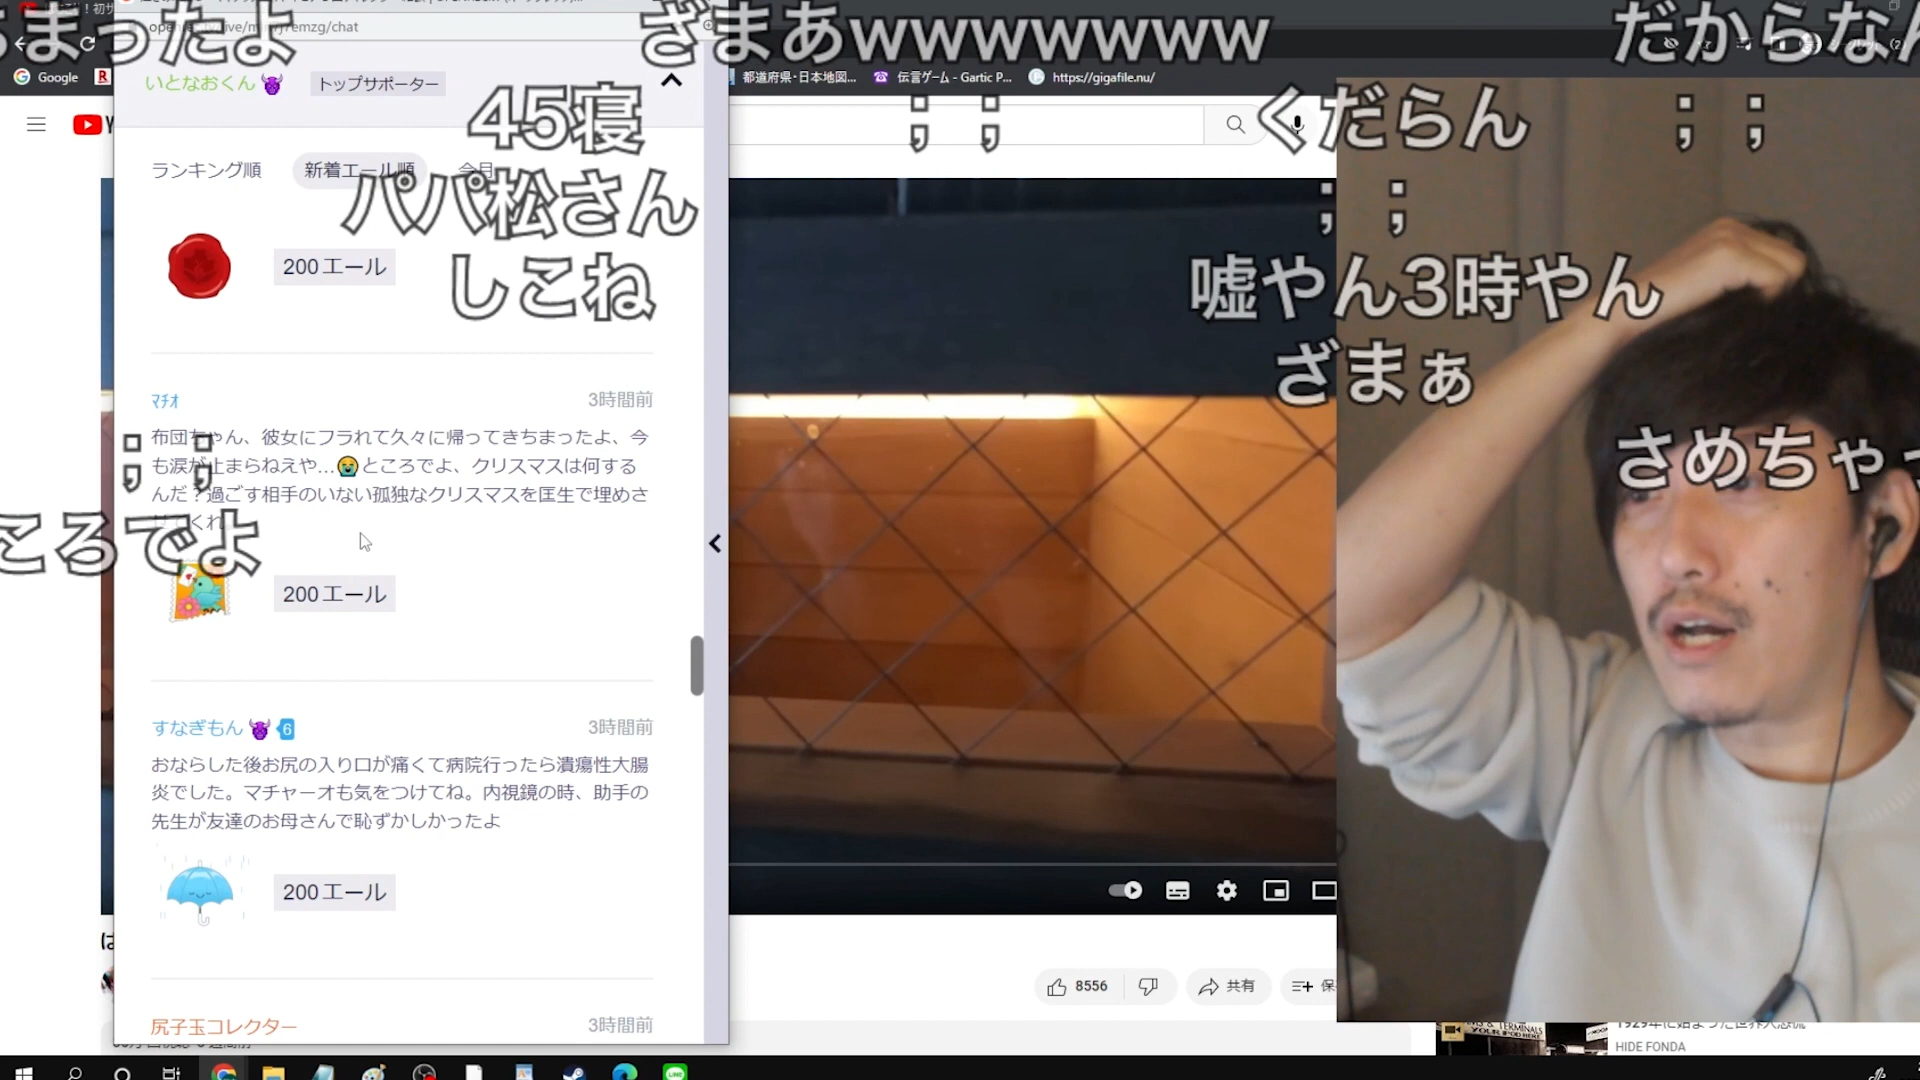 ちまったよ
ざまあwwwwwwww
だからなん
/chat
Google
都道府県・日本地図...
伝言ゲーム - Gartic P...
https://gigafile.nu/
いとなおくん
トップサポーター
45寝
; ;
くだらん
; ;
ランキング順
新着エール順
今月
パパ松さん
; ;
200エール
しこね
嘘やん3時やん
ざまぁ
さめちゃっ
ﾏﾁｵ
3時間前
布団ちゃん、彼女にフラれて久々に帰ってきちまったよ、今
も涙が止まらねえや...😭ところでよ、クリスマスは何する
んだ？過ごす相手のいない孤独なクリスマスを匡生で埋めさ
せてくれ
; ;
ころでよ
200エール
すなぎもん
6
3時間前
おならした後お尻の入り口が痛くて病院行ったら潰瘍性大腸
炎でした。マチャーオも気をつけてね。内視鏡の時、助手の
先生が友達のお母さんで恥ずかしかったよ
200エール
尻子玉コレクター
3時間前
8556
共有
保
HIDE FONDA